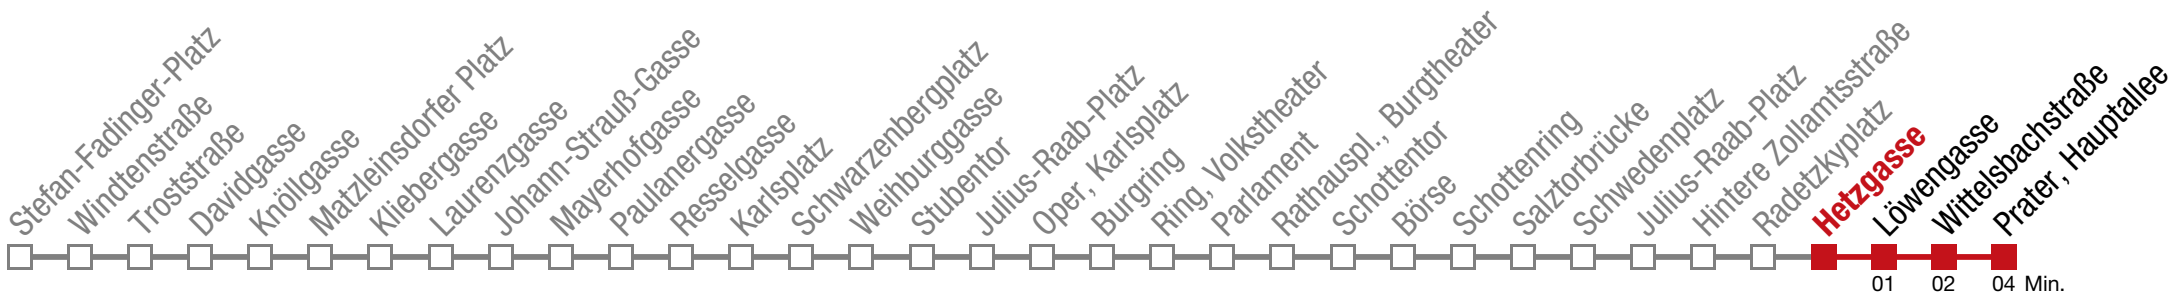 Stefan-Fadinger-Platz
Windtenstraße
Troststraße
Davidgasse
Knöllgasse
Matzleinsdorfer Platz
Kliebergasse
Laurenzgasse
Johann-Strauß-Gasse
Mayerhofgasse
Paulanergasse
Resselgasse
Karlsplatz
Schwarzenbergplatz
Weihburggasse
Stubentor
Julius-Raab-Platz
Oper, Karlsplatz
Burgring
Ring, Volkstheater
Parlament
Rathauspl., Burgtheater
Schottentor
Börse
Schottenring
Salztorbrücke
Schwedenplatz
Julius-Raab-Platz
Hintere Zollamtsstraße
Radetzkyplatz
Hetzgasse
Löwengasse
Wittelsbachstraße
Prater, Hauptallee
01 02 04 Min.